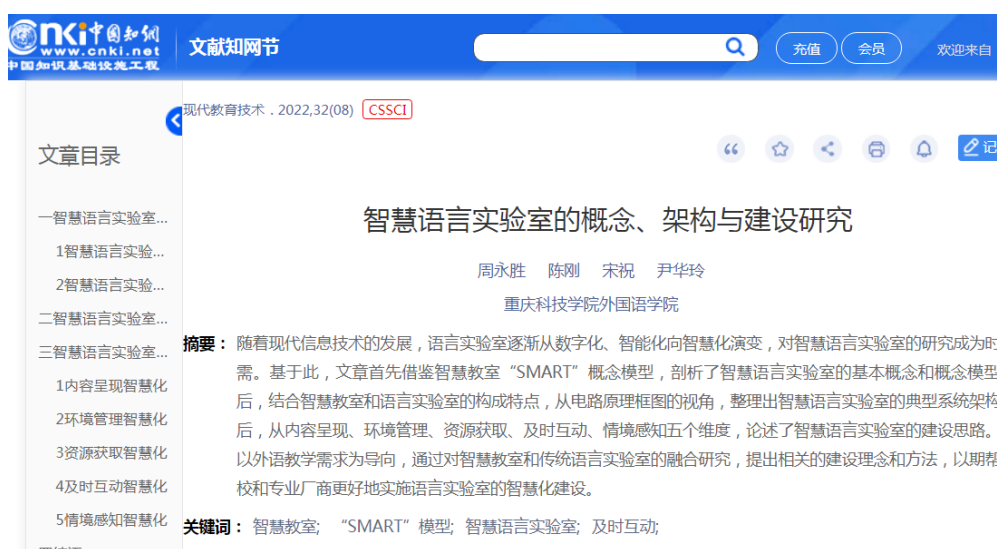 cnki中国知网
www.cnki.net
中国知识基础设施工程
文献知网节
充值
会员
欢迎来自
现代教育技术 . 2022,32(08) CSSCI
记
文章目录
一智慧语言实验室...
1智慧语言实验...
2智慧语言实验...
二智慧语言实验室...
三智慧语言实验室...
1内容呈现智慧化
2环境管理智慧化
3资源获取智慧化
4及时互动智慧化
5情境感知智慧化
智慧语言实验室的概念、架构与建设研究
周永胜 陈刚 宋祝 尹华玲
重庆科技学院外国语学院
摘要： 随着现代信息技术的发展，语言实验室逐渐从数字化、智能化向智慧化演变，对智慧语言实验室的研究成为时
需。基于此，文章首先借鉴智慧教室“SMART”概念模型，剖析了智慧语言实验室的基本概念和概念模型
后，结合智慧教室和语言实验室的构成特点，从电路原理框图的视角，整理出智慧语言实验室的典型系统架构
后，从内容呈现、环境管理、资源获取、及时互动、情境感知五个维度，论述了智慧语言实验室的建设思路。
以外语教学需求为导向，通过对智慧教室和传统语言实验室的融合研究，提出相关的建设理念和方法，以期帮
校和专业厂商更好地实施语言实验室的智慧化建设。
关键词： 智慧教室; “SMART”模型; 智慧语言实验室; 及时互动;